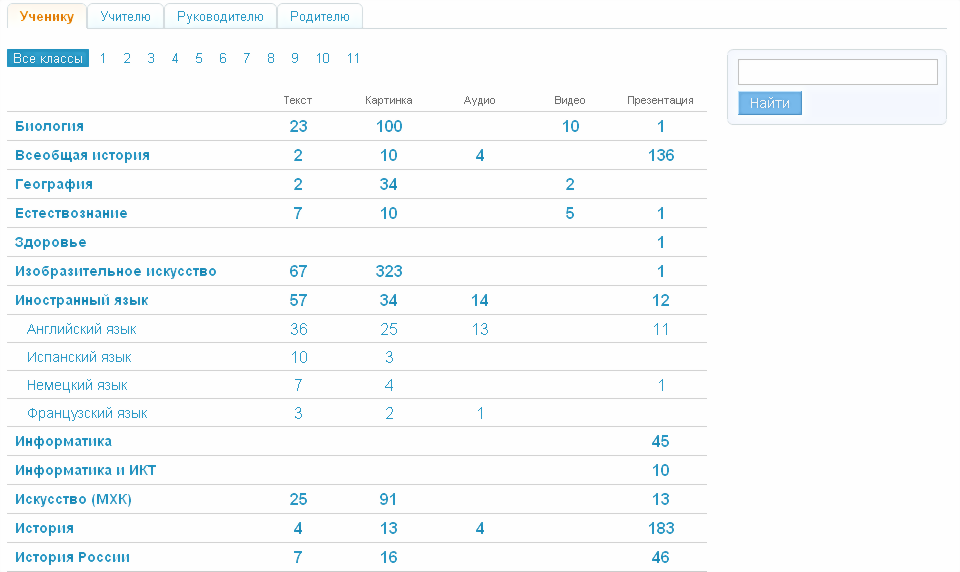 Ученику Учителю Руководителю Родителю
Все классы 1 2 3 4 5 6 7 8 9 10 11
Найти
Текст Картинка Аудио Видео Презентация
Биология 23 100 10 1
Всеобщая история 2 10 4 136
География 2 34 2
Естествознание 7 10 5 1
Здоровье 1
Изобразительное искусство 67 323 1
Иностранный язык 57 34 14 12
Английский язык 36 25 13 11
Испанский язык 10 3
Немецкий язык 7 4 1
Французский язык 3 2 1
Информатика 45
Информатика и ИКТ 10
Искусство (МХК) 25 91 13
История 4 13 4 183
История России 7 16 46